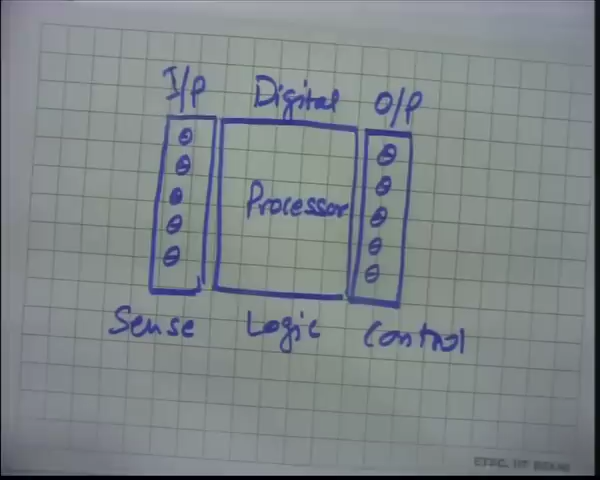 I/P Digital O/P
Processor
Sense Logic Control